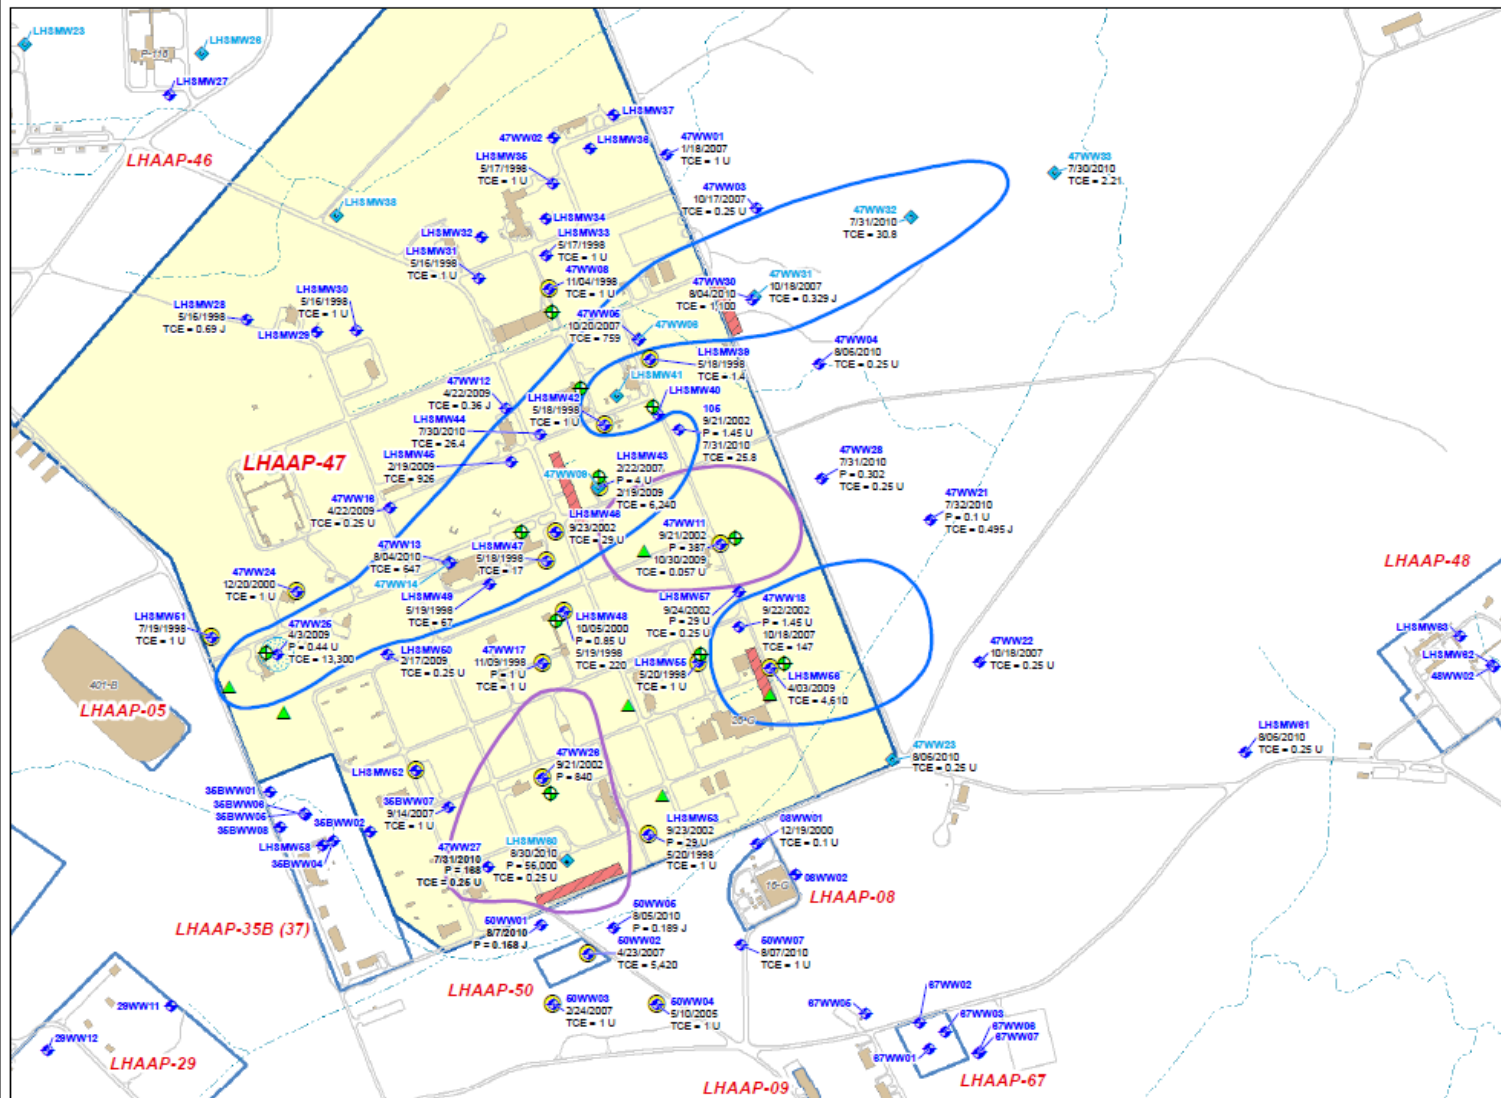 LHSMW23
LHSMW26
P-116
LHSMW27
LHAAP-46
LHSMW37
47WW02
LHSMW36
47WW01
1/18/2007
TCE = 1 U
LHSMW35
5/17/1998
TCE = 1 U
47WW33
7/30/2010
TCE = 2.21
47WW03
10/17/2007
TCE = 0.25 U
47WW32
7/31/2010
TCE = 30.8
LHSMW38
LHSMW34
LHSMW32
LHSMW33
5/17/1998
TCE = 1 U
LHSMW31
5/16/1998
TCE = 1 U
47WW08
11/04/1998
TCE = 1 U
47WW30
8/04/2010
TCE = 1,100
47WW31
10/18/2007
TCE = 0.329 J
LHSMW28
5/16/1998
TCE = 0.69 J
LHSMW30
5/16/1998
TCE = 1 U
LHSMW29
47WW05
10/20/2007
TCE = 759
47WW06
47WW04
8/06/2010
TCE = 0.25 U
LHSMW39
5/18/1998
TCE = 1.4
LHSMW41
47WW12
4/22/2009
TCE = 0.36 J
LHSMW42
5/18/1998
TCE = 1 U
LHSMW40
105
9/21/2002
P = 1.45 U
7/31/2010
TCE = 25.8
LHSMW44
7/30/2010
TCE = 26.4
LHAAP-47
LHSMW45
2/19/2009
TCE = 926
47WW09
LHSMW43
2/22/2007
P = 4 U
2/19/2009
TCE = 6,240
47WW28
7/31/2010
P = 0.302
TCE = 0.25 U
47WW21
7/32/2010
P = 0.1 U
TCE = 0.495 J
47WW16
4/22/2009
TCE = 0.25 U
LHSMW46
9/23/2002
TCE = 29 U
47WW11
9/21/2002
P = 387
10/30/2009
TCE = 0.057 U
47WW13
8/04/2010
TCE = 647
47WW14
LHSMW47
5/18/1998
TCE = 17
LHAAP-48
47WW24
12/20/2000
TCE = 1 U
LHSMW49
5/19/1998
TCE = 67
LHSMW57
9/24/2002
P = 29 U
TCE = 0.25 U
47WW18
9/22/2002
P = 1.45 U
10/18/2007
TCE = 147
LHSMW51
7/19/1998
TCE = 1 U
47WW25
4/3/2009
P = 0.44 U
TCE = 13,300
LHSMW48
10/05/2000
P = 0.85 U
5/19/1998
TCE = 220
LHSMW63
LHSMW62
48WW02
LHSMW50
2/17/2009
TCE = 0.25 U
47WW17
11/09/1998
P = 1 U
TCE = 1 U
LHSMW55
5/20/1998
TCE = 1 U
LHSMW56
4/03/2009
TCE = 4,610
47WW22
10/18/2007
TCE = 0.25 U
401-B
LHAAP-05
LHSMW61
8/06/2010
TCE = 0.25 U
47WW23
8/06/2010
TCE = 0.25 U
LHSMW52
47WW26
9/21/2002
P = 840
35BWW01
35BWW06
35BWW05
35BWW08
35BWW02
LHSMW58
35BWW04
35BWW07
9/14/2007
TCE = 1 U
LHSMW53
9/23/2002
P = 29 U
5/20/1998
TCE = 1 U
08WW01
12/19/2000
TCE = 0.1 U
47WW27
7/31/2010
P = 168
TCE = 0.25 U
LHSMW60
8/30/2010
P = 56,000
TCE = 0.25 U
08WW02
16-G
LHAAP-08
LHAAP-35B (37)
50WW01
8/7/2010
P = 0.158 J
50WW05
8/05/2010
P = 0.189 J
50WW02
4/23/2007
TCE = 5,420
50WW07
8/07/2010
TCE = 1 U
LHAAP-50
50WW03
2/24/2007
TCE = 1 U
50WW04
5/10/2005
TCE = 1 U
29WW11
29WW12
LHAAP-29
67WW05
67WW02
67WW03
67WW06
67WW07
67WW01
LHAAP-67
LHAAP-09